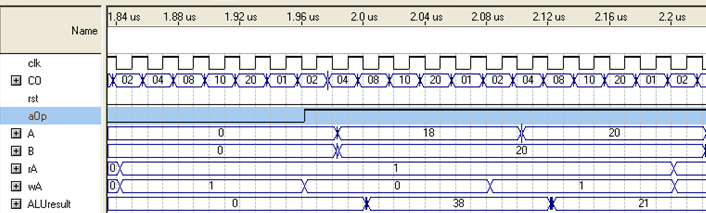 1.84 us 1.88 us 1.92 us 1.96 us 2.0 us 2.04 us 2.08 us 2.12 us 2.16 us 2.2 us
Name
clk
CO 02 04 08 10 20 01 02 04 08 10 20 01 02 04 08 10 20 01 02
rst
aOp
A 0 18 20
B 0 20
rA 0 1
wA 0 1 0 1
ALUresult 0 38 21